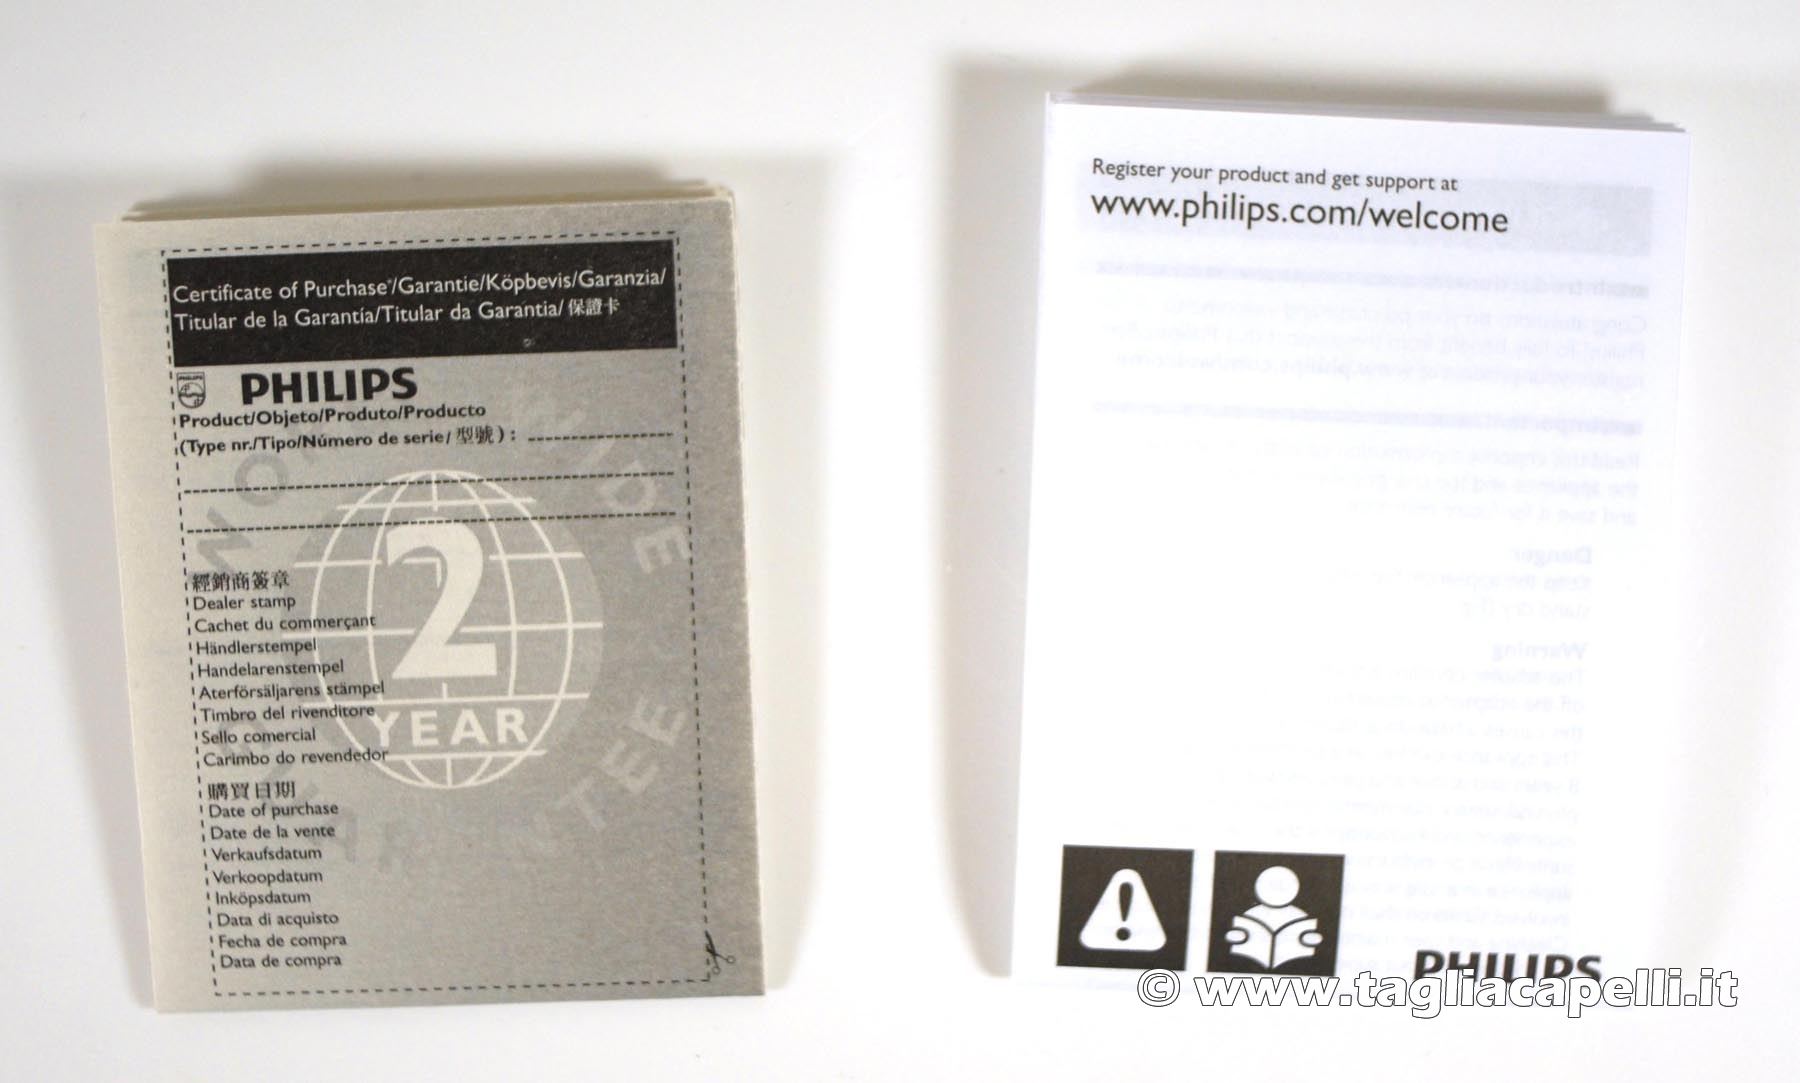 Certificate of Purchase*/Garantie/Köpbevis/Garanzia/
Titular de la Garantía/Titular da Garantia/ 保證卡
PHILIPS
PHILIPS
Product/Objeto/Produto/Producto
(Type nr./Tipo/Número de serie/ 型號 ) :
WORLDWIDE
2
YEAR
GUARANTEE
經銷商簽章
Dealer stamp
Cachet du commerçant
Händlerstempel
Handelarenstempel
Aterförsäljarens stämpel
Timbro del rivenditore
Sello comercial
Carimbo do revendedor
購買日期
Date of purchase
Date de la vente
Verkaufsdatum
Verkoopdatum
Inköpsdatum
Data di acquisto
Fecha de compra
Data de compra
Register your product and get support at
www.philips.com/welcome
PHILIPS
© www.tagliacapelli.it